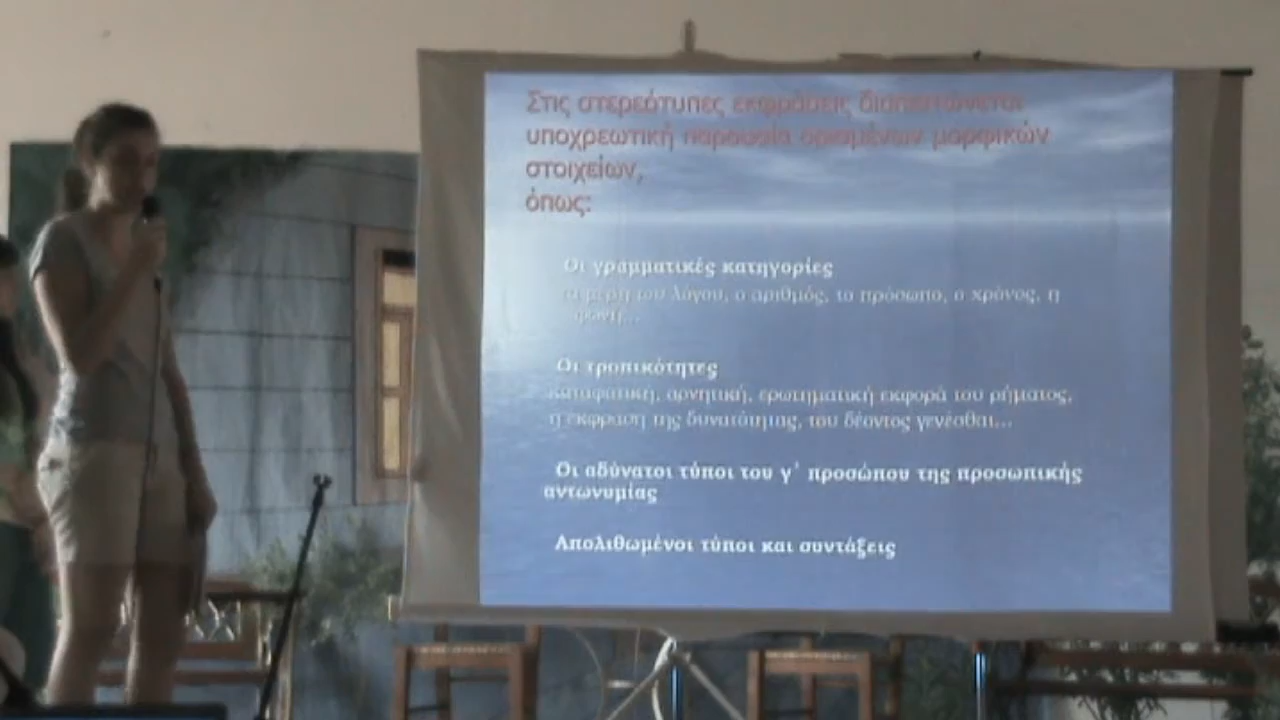 Στις στερεότυπες εκφράσεις διαπιστώνεται
υποχρεωτική παρουσία ορισμένων μορφικών
στοιχείων,
όπως:
Οι γραμματικές κατηγορίες
τα μέρη του λόγου, ο αριθμός, το πρόσωπο, ο χρόνος, η
φωνή...
Οι τροπικότητες
καταφατική, αρνητική, ερωτηματική εκφορά του ρήματος,
η έκφραση της δυνατότητας, του δέοντος γενέσθαι...
Οι αδύνατοι τύποι του γ΄ προσώπου της προσωπικής
αντωνυμίας
Απολιθωμένοι τύποι και συντάξεις